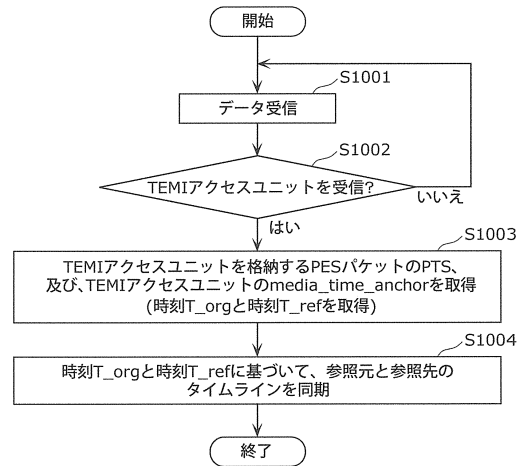 開始
S1001
データ受信
S1002
TEMIアクセスユニットを受信?
いいえ
はい
S1003
TEMIアクセスユニットを格納するPESパケットのPTS、
及び、TEMIアクセスユニットのmedia_time_anchorを取得
(時刻T_orgと時刻T_refを取得)
S1004
時刻T_orgと時刻T_refに基づいて、参照元と参照先の
タイムラインを同期
終了